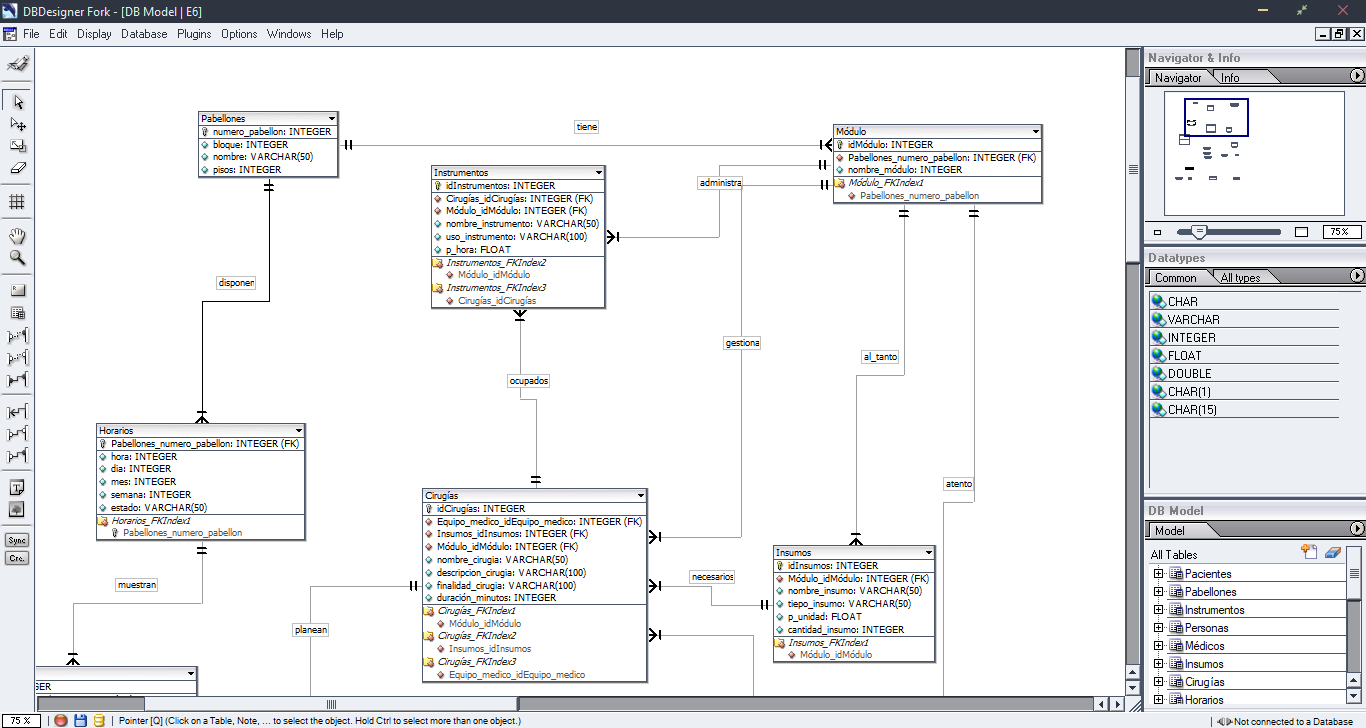 DBDesigner Fork - [DB Model | E6]
File Edit Display Database Plugins Options Windows Help
Pabellones
numero_pabellon: INTEGER
bloque: INTEGER
nombre: VARCHAR(50)
pisos: INTEGER
tiene
Módulo
idMódulo: INTEGER
Pabellones_numero_pabellon: INTEGER (FK)
nombre_módulo: INTEGER
Módulo_FKIndex1
Pabellones_numero_pabellon
Instrumentos
idInstrumentos: INTEGER
Cirugías_idCirugías: INTEGER (FK)
Módulo_idMódulo: INTEGER (FK)
nombre_instrumento: VARCHAR(50)
uso_instrumento: VARCHAR(100)
p_hora: FLOAT
Instrumentos_FKIndex2
Módulo_idMódulo
Instrumentos_FKIndex3
Cirugías_idCirugías
administra
disponen
gestiona
al_tanto
ocupados
atento
Horarios
Pabellones_numero_pabellon: INTEGER (FK)
hora: INTEGER
dia: INTEGER
mes: INTEGER
semana: INTEGER
estado: VARCHAR(50)
Horarios_FKIndex1
Pabellones_numero_pabellon
Cirugías
idCirugías: INTEGER
Equipo_medico_idEquipo_medico: INTEGER (FK)
Insumos_idInsumos: INTEGER (FK)
Módulo_idMódulo: INTEGER (FK)
nombre_cirugia: VARCHAR(50)
descripcion_cirugia: VARCHAR(100)
finalidad_cirugia: VARCHAR(100)
duración_minutos: INTEGER
Cirugías_FKIndex1
Módulo_idMódulo
Cirugías_FKIndex2
Insumos_idInsumos
Cirugías_FKIndex3
Equipo_medico_idEquipo_medico
necesarios
Insumos
idInsumos: INTEGER
Módulo_idMódulo: INTEGER (FK)
nombre_insumo: VARCHAR(50)
tiepo_insumo: VARCHAR(50)
p_unidad: FLOAT
cantidad_insumo: INTEGER
Insumos_FKIndex1
Módulo_idMódulo
muestran
planean
GER
Sync
Cre.
Navigator & Info
Navigator Info
75%
Datatypes
Common All types
CHAR
VARCHAR
INTEGER
FLOAT
DOUBLE
CHAR(1)
CHAR(15)
DB Model
Model
All Tables
Pacientes
Pabellones
Instrumentos
Personas
Médicos
Insumos
Cirugías
Horarios
75 % Pointer [Q] (Click on a Table, Note, ... to select the object. Hold Ctrl to select more than one object.) Not connected to a Database